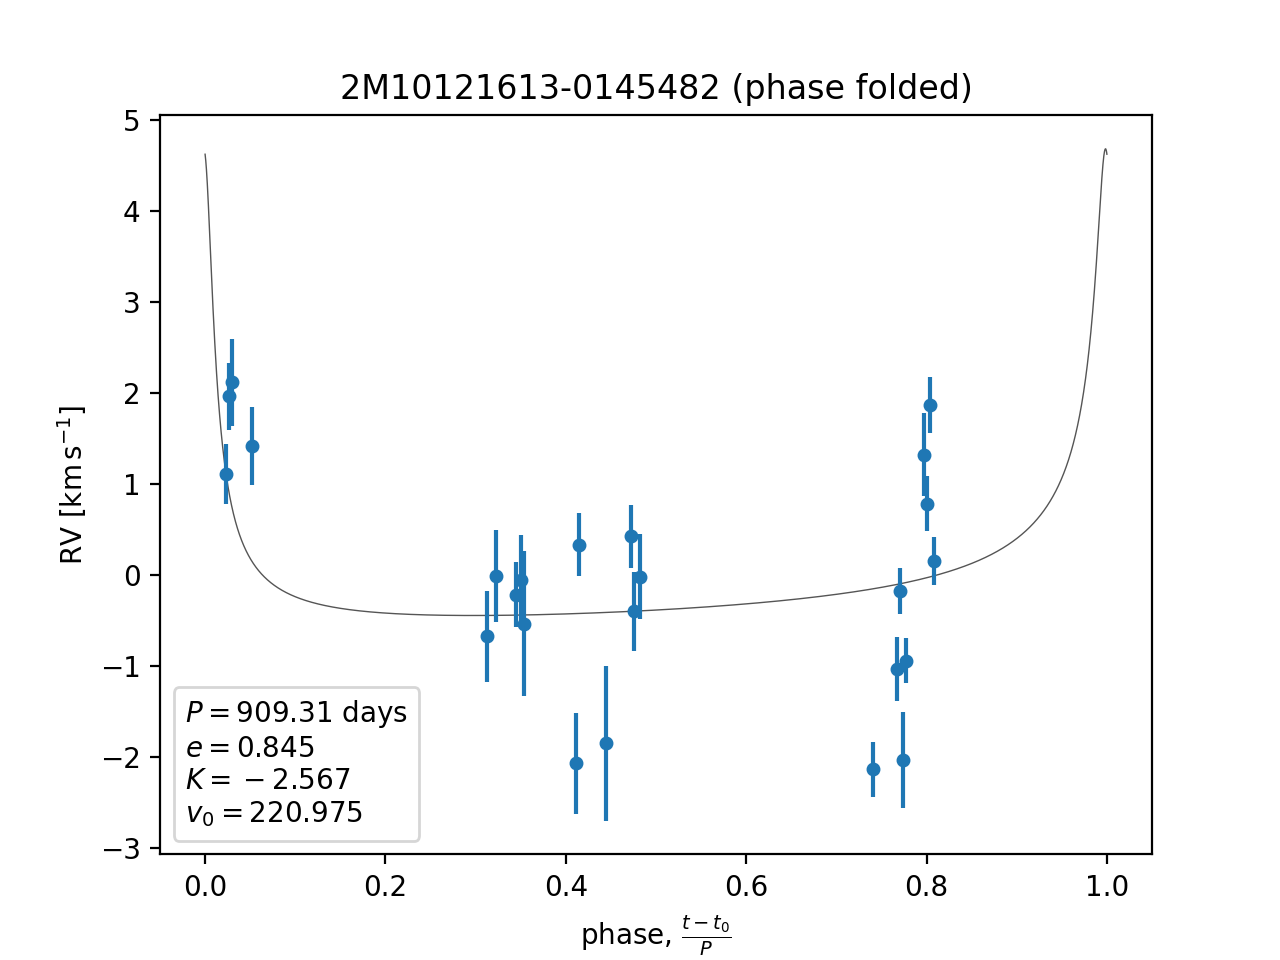 2M10121613-0145482 (phase folded)
5
4
3
2
1
0
−1
−2
−3
RV [km s⁻¹]
P = 909.31 days
e = 0.845
K = −2.567
v₀ = 220.975
0.0 0.2 0.4 0.6 0.8 1.0
phase, (t − t₀)/P